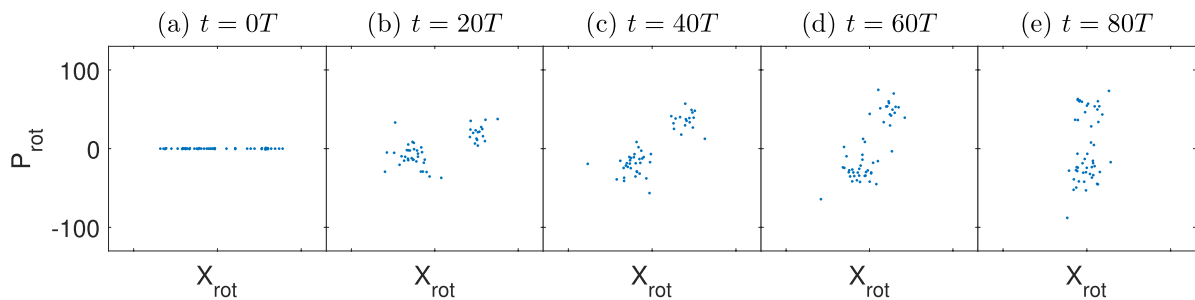 (a) t = 0T (b) t = 20T (c) t = 40T (d) t = 60T (e) t = 80T
100
0
-100
P_rot
X_rot X_rot X_rot X_rot X_rot